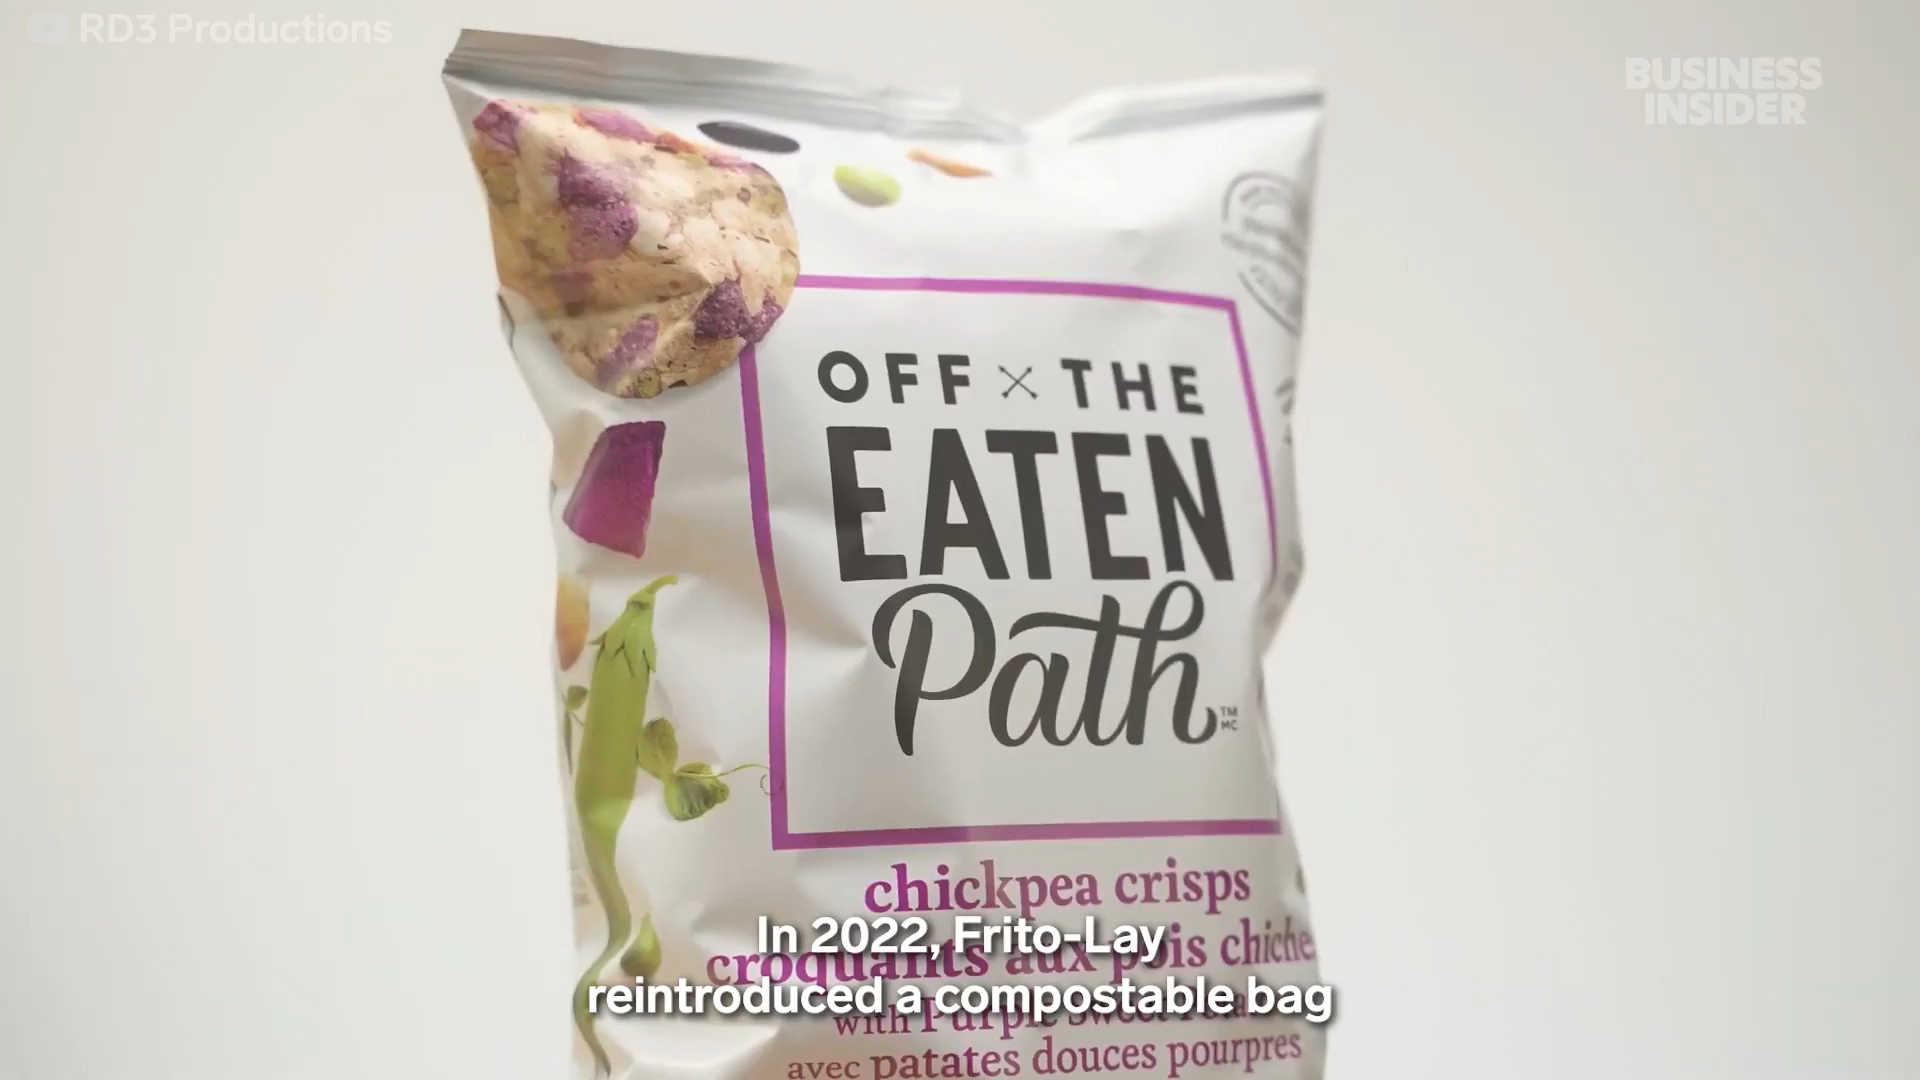 RD3 Productions
BUSINESS
INSIDER
OFF THE
EATEN
Path
TM
MC
chickpea crisps
In 2022, Frito-Lay
croquants aux pois chiche
reintroduced a compostable bag
with Purple Sweet
avec patates douces pourpres